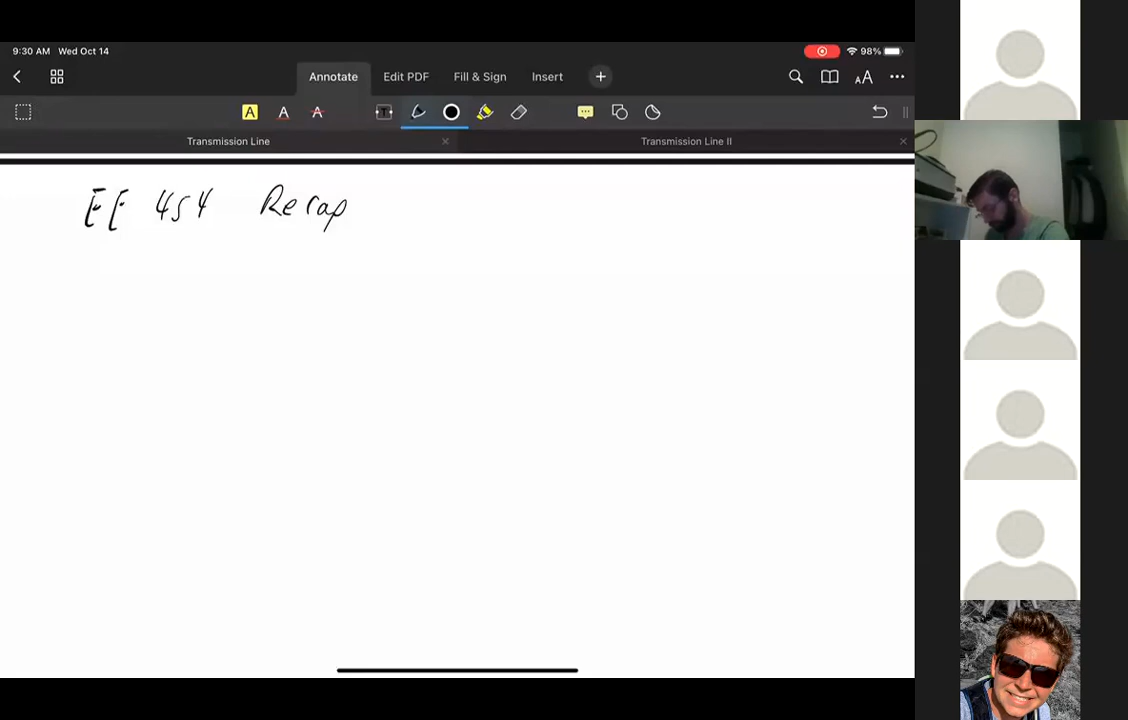 9:30 AM Wed Oct 14
98%
Annotate Edit PDF Fill & Sign Insert
A A A T
Transmission Line Transmission Line II
EE 454 Recap